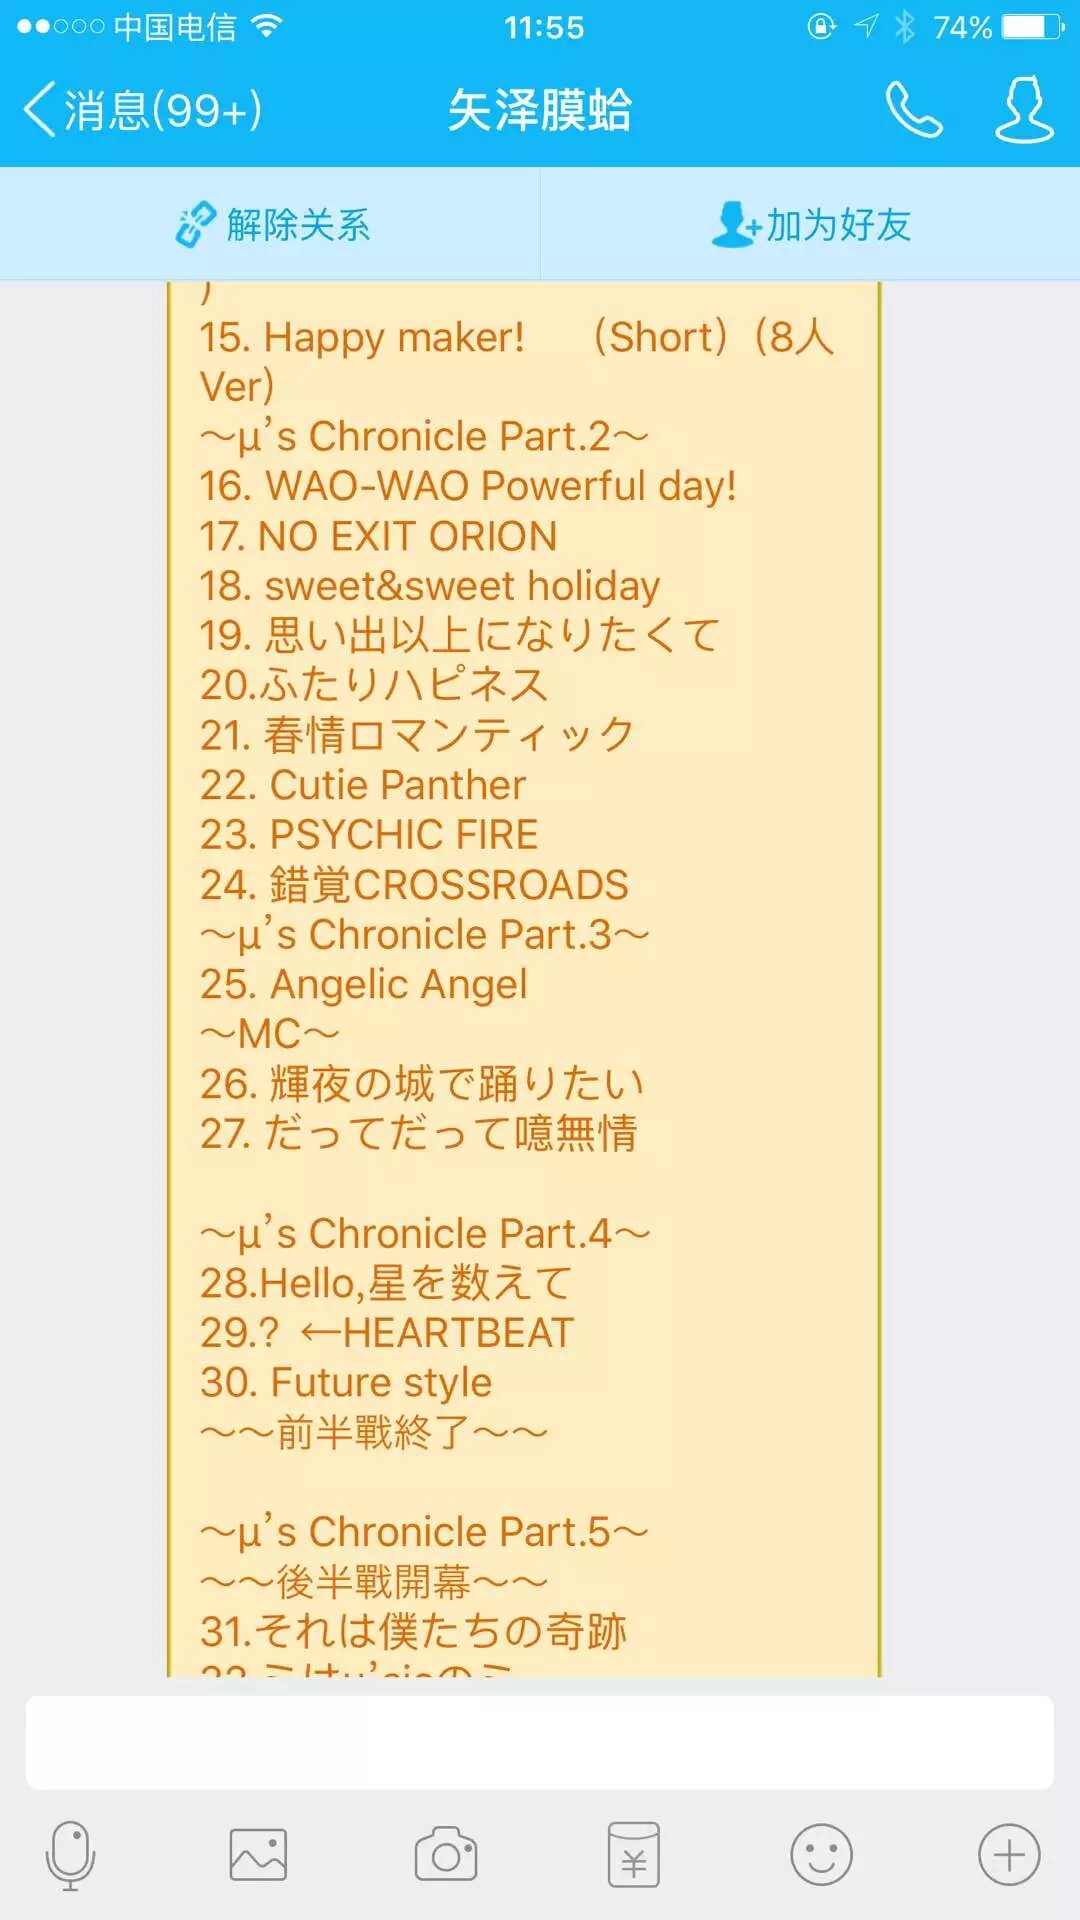 中国电信 11:55 74%
消息(99+) 矢泽膜蛤
解除关系 加为好友
)
15. Happy maker!　（Short）(8人
Ver)
～μ's Chronicle Part.2～
16. WAO-WAO Powerful day!
17. NO EXIT ORION
18. sweet&sweet holiday
19. 思い出以上になりたくて
20.ふたりハピネス
21. 春情ロマンティック
22. Cutie Panther
23. PSYCHIC FIRE
24. 錯覚CROSSROADS
～μ's Chronicle Part.3～
25. Angelic Angel
～MC～
26. 輝夜の城で踊りたい
27. だってだって噫無情
～μ's Chronicle Part.4～
28.Hello,星を数えて
29.? ←HEARTBEAT
30. Future style
～～前半戰終了～～
～μ's Chronicle Part.5～
～～後半戰開幕～～
31.それは僕たちの奇跡